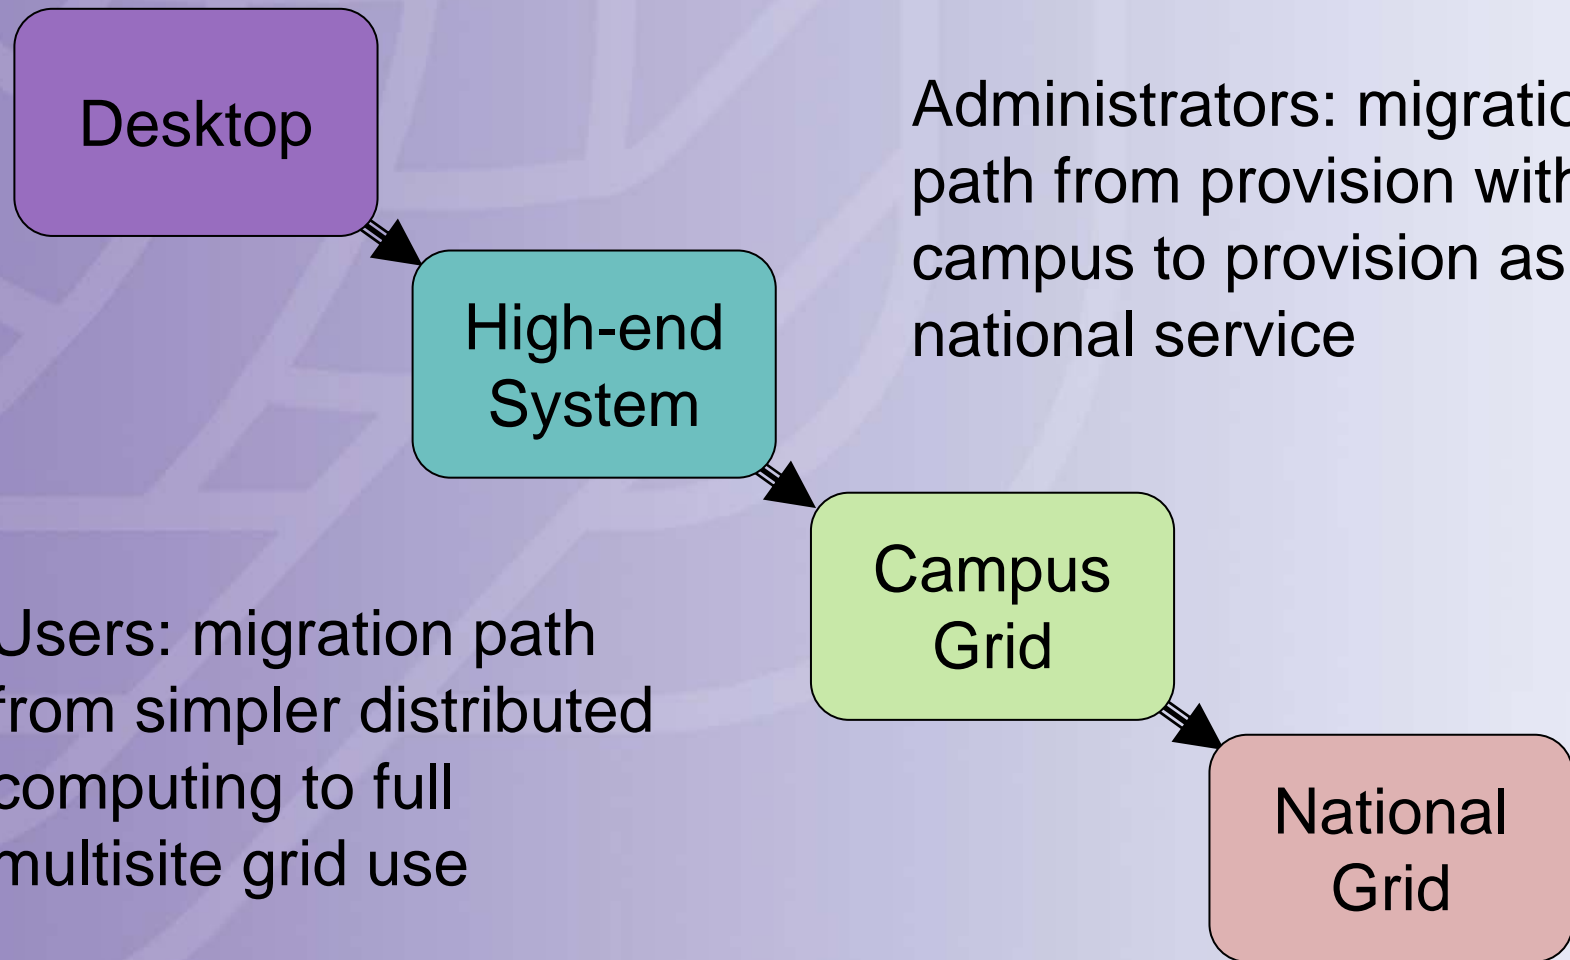 Desktop
Administrators: migratio
path from provision with
campus to provision as
national service
High-end
System
Campus
Grid
Users: migration path
from simpler distributed
computing to full
multisite grid use
National
Grid